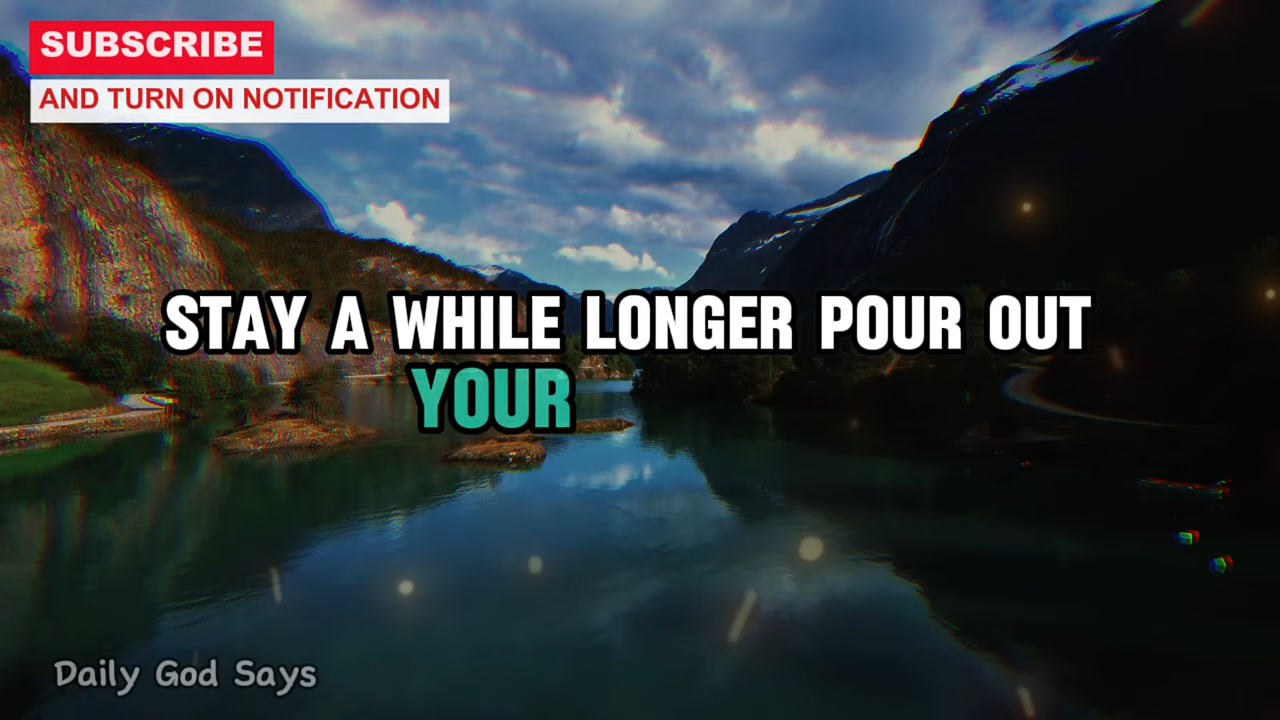 SUBSCRIBE
AND TURN ON NOTIFICATION
STAY A WHILE LONGER POUR OUT
YOUR
Daily God Says